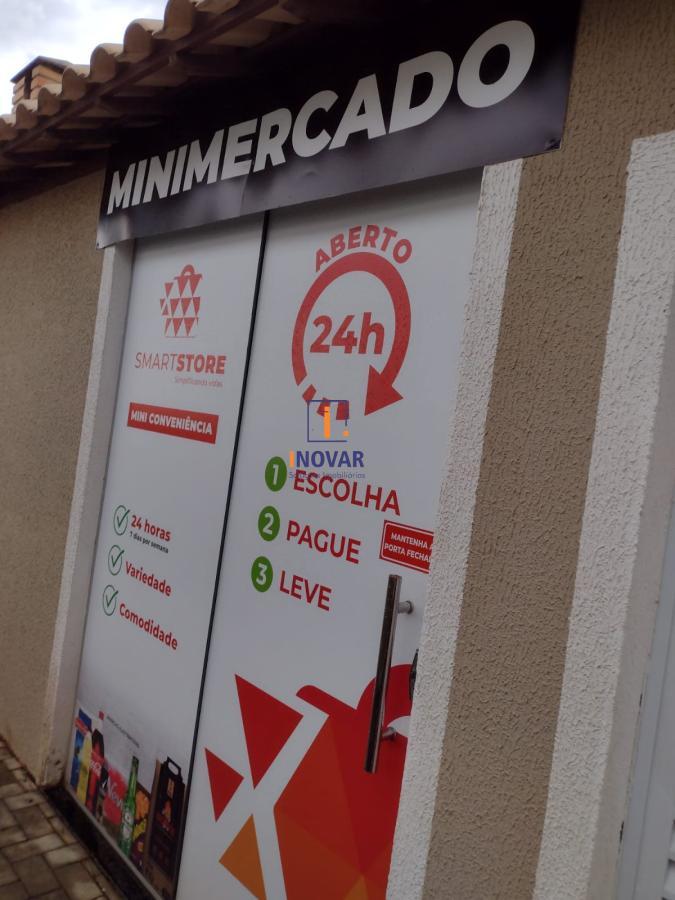 MINIMERCADO
SMARTSTORE
Simplificando vidas
MINI CONVENIÊNCIA
24 horas
7 dias por semana
Variedade
Comodidade
ABERTO
24h
INOVAR
1 ESCOLHA
2 PAGUE
3 LEVE
MANTENHA A
PORTA